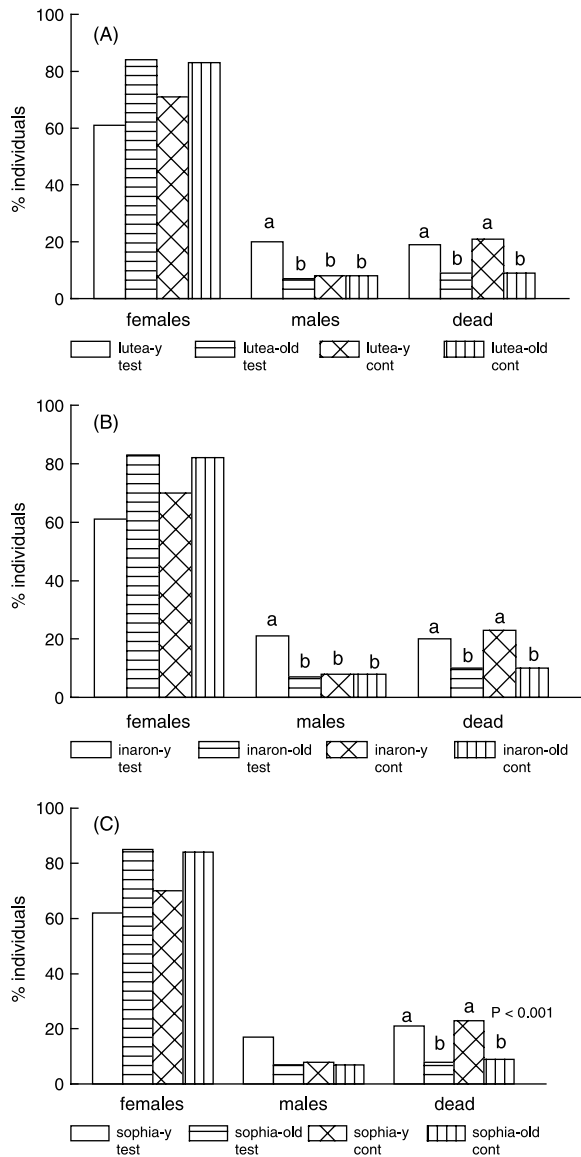 (A)
100
80
60
40
20
0
% individuals
a
b
b
b
a
b
a
b
females
males
dead
lutea-y test
lutea-old test
lutea-y cont
lutea-old cont
(B)
100
80
60
40
20
0
% individuals
a
b
b
b
a
b
a
b
females
males
dead
inaron-y test
inaron-old test
inaron-y cont
inaron-old cont
(C)
100
80
60
40
20
0
% individuals
a
b
a
b
P < 0.001
females
males
dead
sophia-y test
sophia-old test
sophia-y cont
sophia-old cont